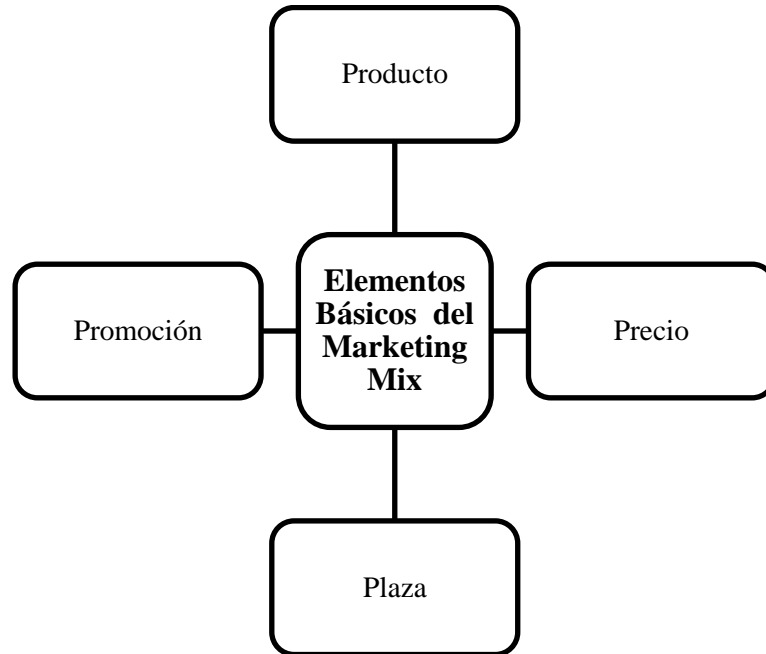 Producto
Promoción
Elementos
Básicos del
Marketing
Mix
Precio
Plaza